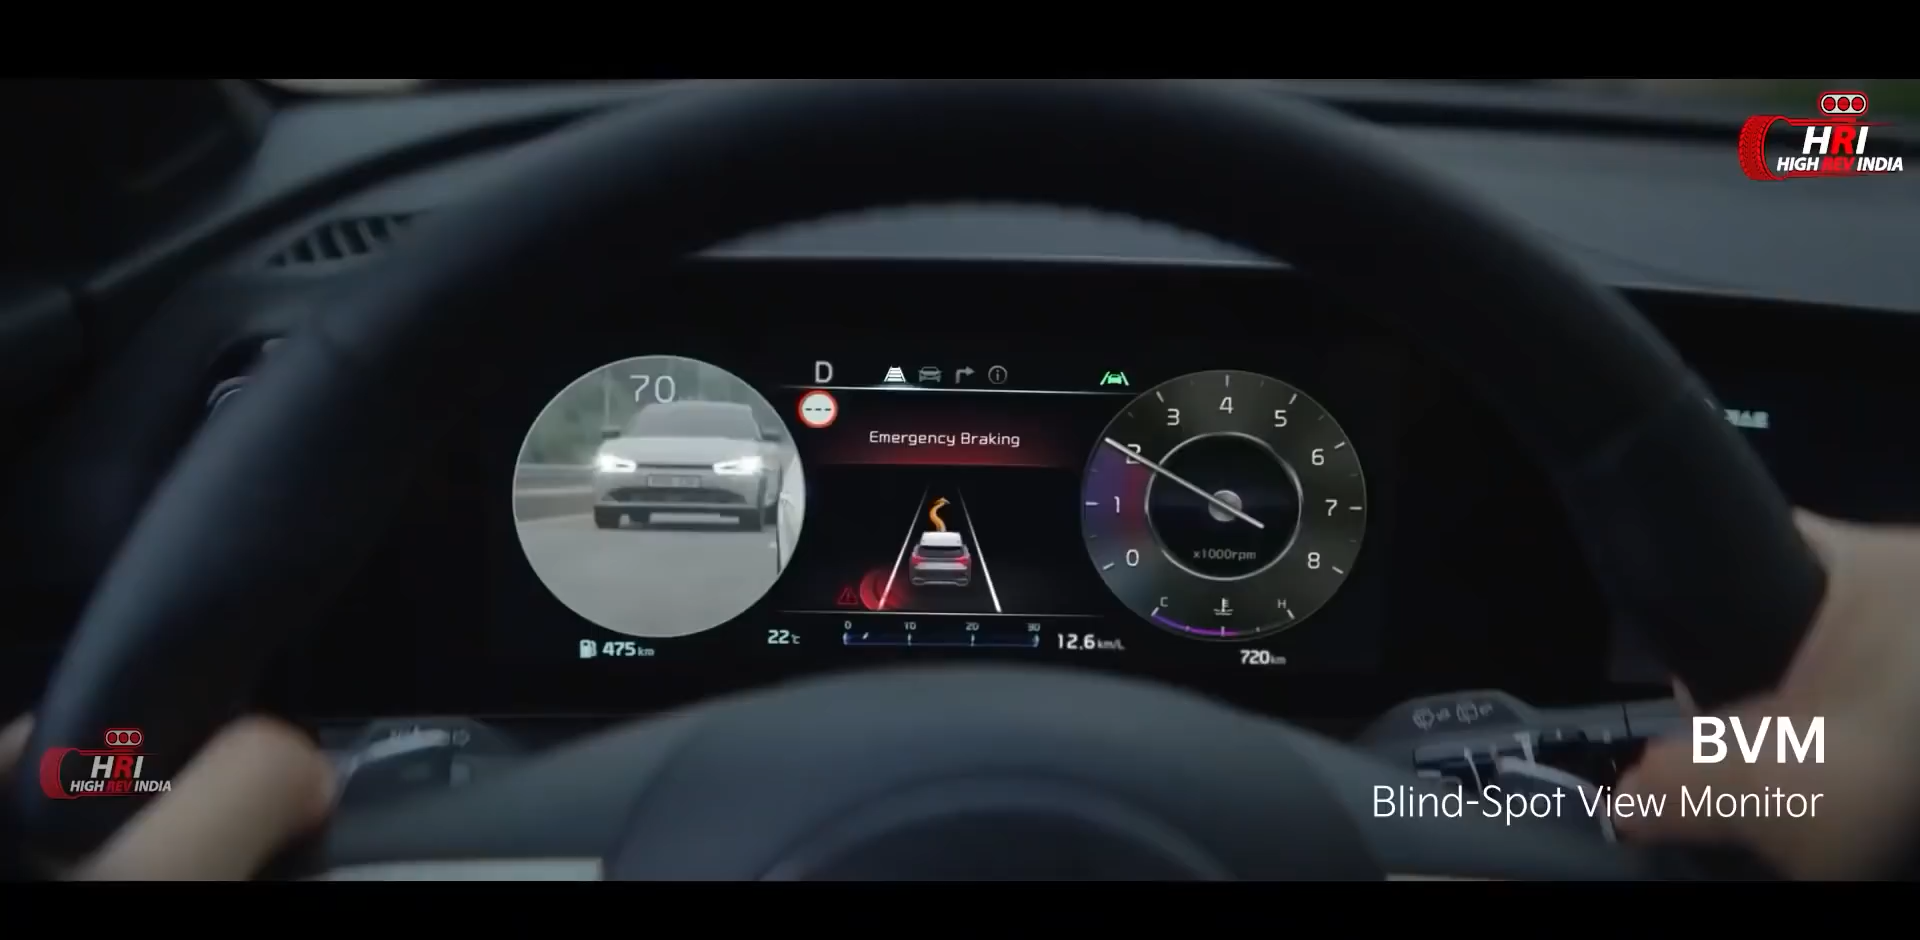 HRI
HIGH REV INDIA
70
D
Emergency Braking
0 1 2 3 4 5 6 7 8
x1000rpm
C H
0 10 20 30
475km
22°c
12.6km/L
720km
HRI
HIGH REV INDIA
BVM
Blind-Spot View Monitor